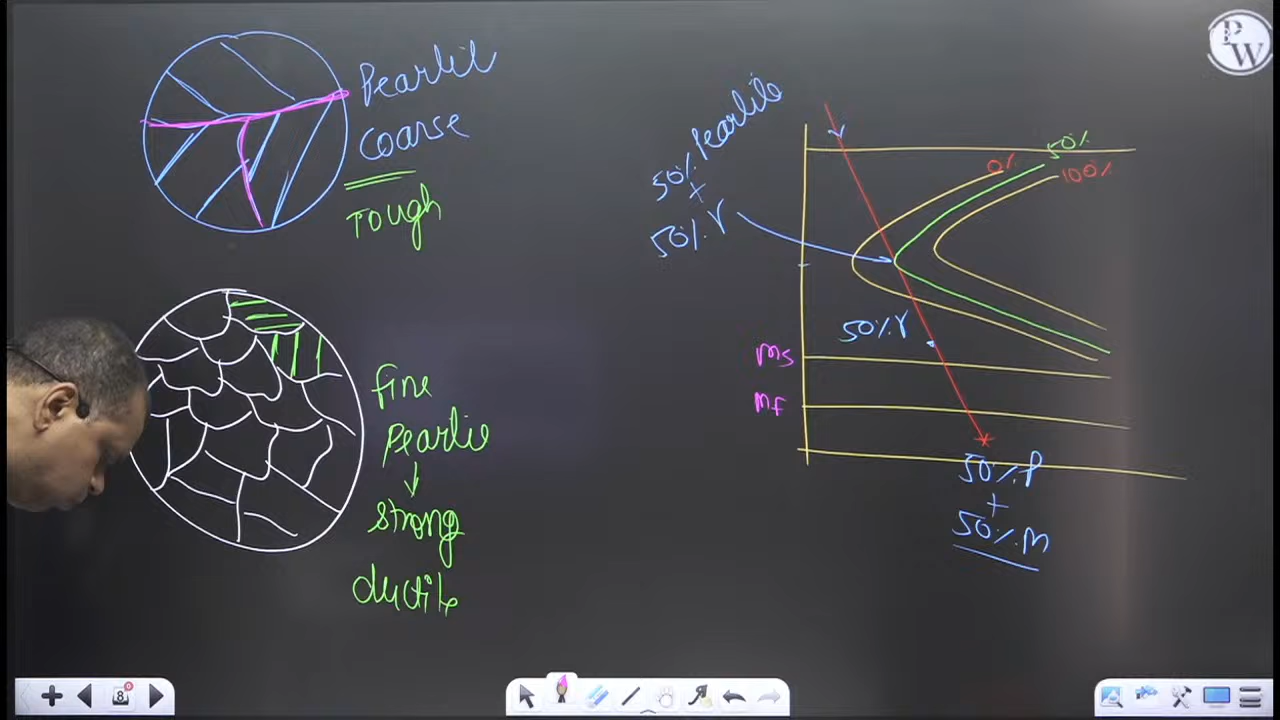 Pearlit
Coarse
Tough
fine
Pearlie
strong
ductile
50% Pearlite
+
50% γ
γ
0%
50%
100%
50% γ
Ms
Mf
50% P
+
50% M
PW
8